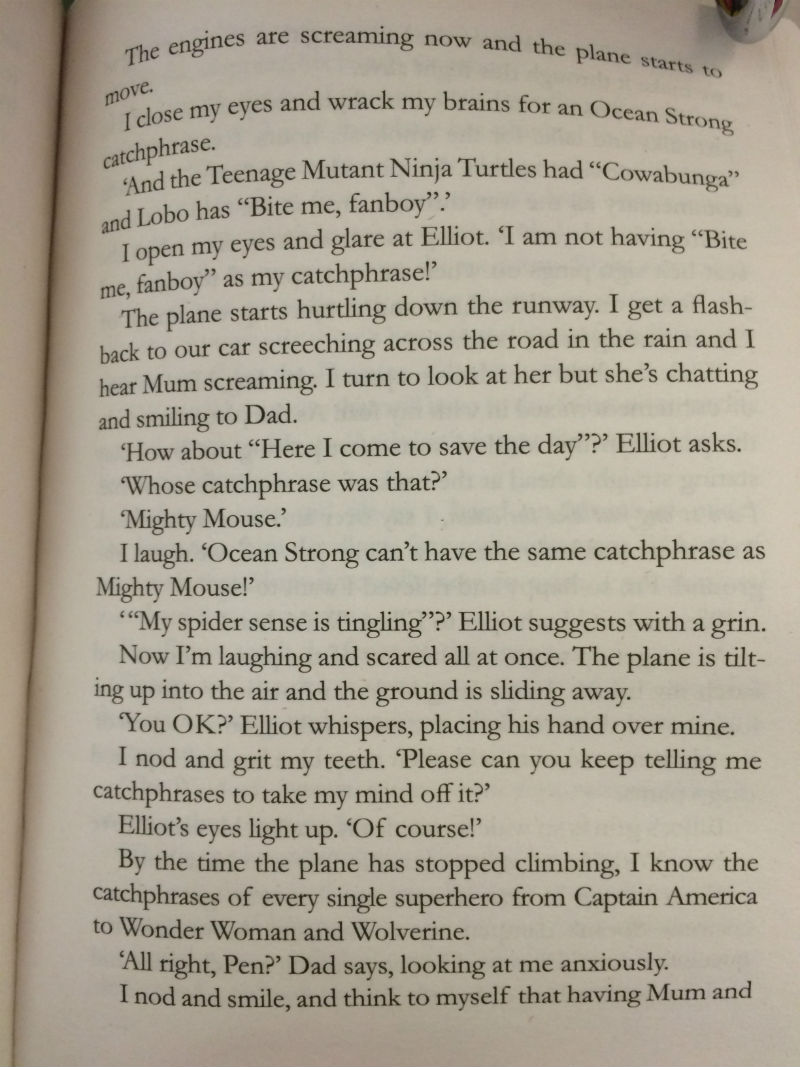 The engines are screaming now and the plane starts to
move.
I close my eyes and wrack my brains for an Ocean Strong
catchphrase.
‘And the Teenage Mutant Ninja Turtles had “Cowabunga”
and Lobo has “Bite me, fanboy”.’
I open my eyes and glare at Elliot. ‘I am not having “Bite
me, fanboy” as my catchphrase!’
The plane starts hurtling down the runway. I get a flash-
back to our car screeching across the road in the rain and I
hear Mum screaming. I turn to look at her but she’s chatting
and smiling to Dad.
‘How about “Here I come to save the day”?’ Elliot asks.
‘Whose catchphrase was that?’
‘Mighty Mouse.’
I laugh. ‘Ocean Strong can’t have the same catchphrase as
Mighty Mouse!’
‘“My spider sense is tingling”?’ Elliot suggests with a grin.
Now I’m laughing and scared all at once. The plane is tilt-
ing up into the air and the ground is sliding away.
‘You OK?’ Elliot whispers, placing his hand over mine.
I nod and grit my teeth. ‘Please can you keep telling me
catchphrases to take my mind off it?’
Elliot’s eyes light up. ‘Of course!’
By the time the plane has stopped climbing, I know the
catchphrases of every single superhero from Captain America
to Wonder Woman and Wolverine.
‘All right, Pen?’ Dad says, looking at me anxiously.
I nod and smile, and think to myself that having Mum and